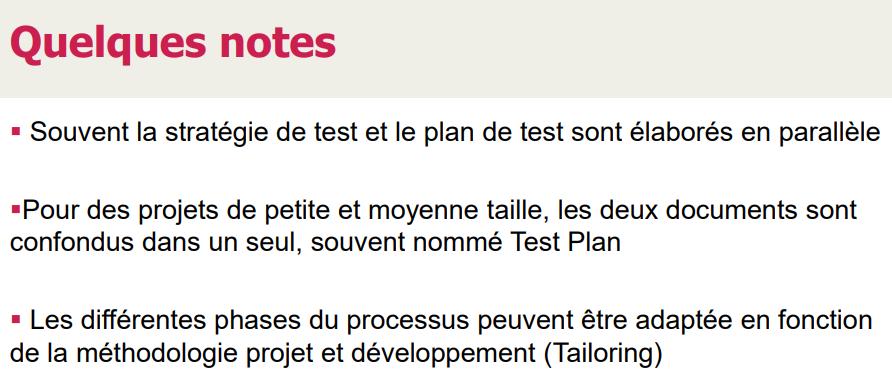 Quelques notes
▪ Souvent la stratégie de test et le plan de test sont élaborés en parallèle
▪Pour des projets de petite et moyenne taille, les deux documents sont
confondus dans un seul, souvent nommé Test Plan
▪ Les différentes phases du processus peuvent être adaptée en fonction
de la méthodologie projet et développement (Tailoring)